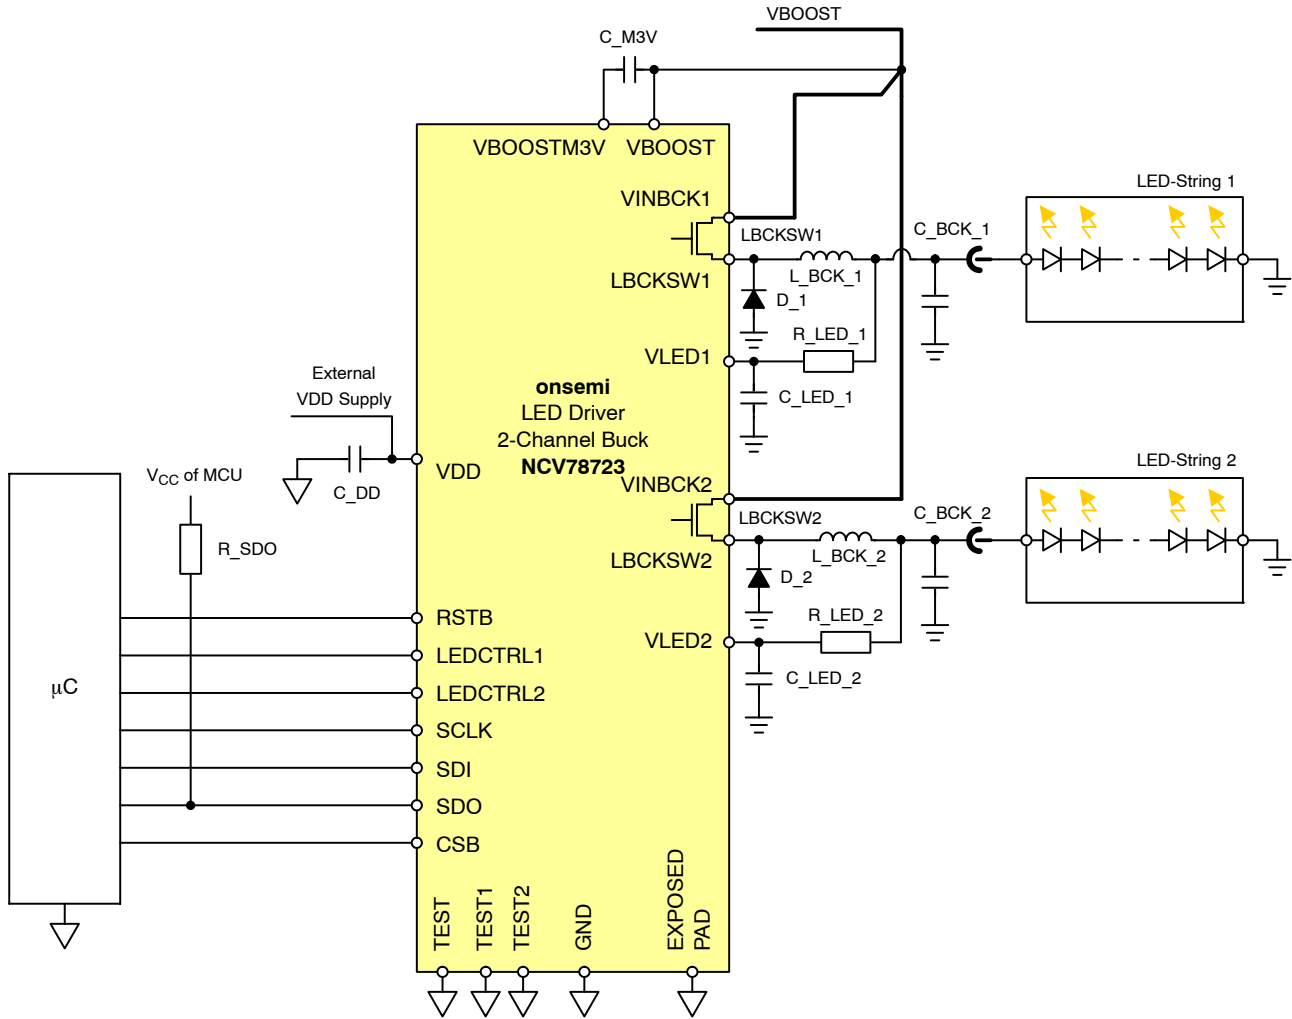 VBOOST
C_M3V
VBOOSTM3V
VBOOST
VINBCK1
LBCKSW1
LBCKSW1
L_BCK_1
C_BCK_1
LED-String 1
D_1
R_LED_1
VLED1
C_LED_1
External
VDD Supply
C_DD
VDD
onsemi
LED Driver
2-Channel Buck
NCV78723
VINBCK2
LBCKSW2
LBCKSW2
L_BCK_2
C_BCK_2
LED-String 2
D_2
R_LED_2
VLED2
C_LED_2
VCC of MCU
R_SDO
μC
RSTB
LEDCTRL1
LEDCTRL2
SCLK
SDI
SDO
CSB
TEST
TEST1
TEST2
GND
EXPOSED
PAD